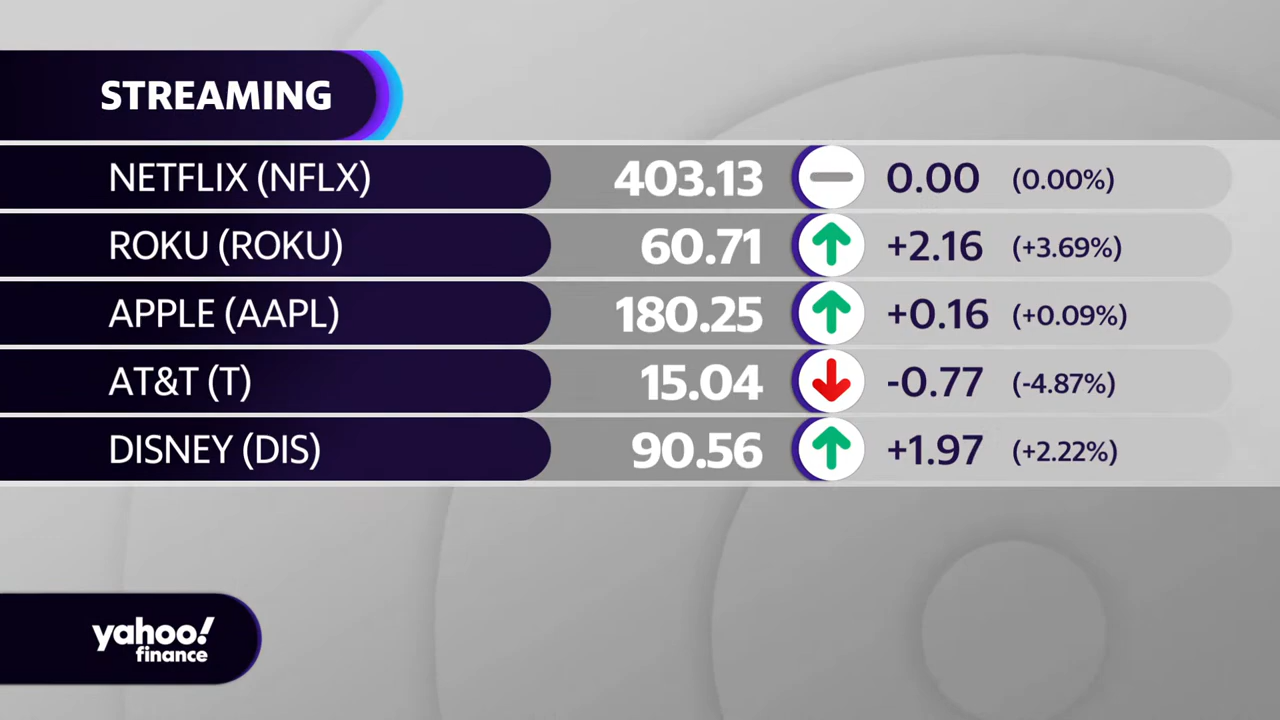 STREAMING
NETFLIX (NFLX) 403.13 0.00 (0.00%)
ROKU (ROKU) 60.71 +2.16 (+3.69%)
APPLE (AAPL) 180.25 +0.16 (+0.09%)
AT&T (T) 15.04 -0.77 (-4.87%)
DISNEY (DIS) 90.56 +1.97 (+2.22%)
yahoo!
finance